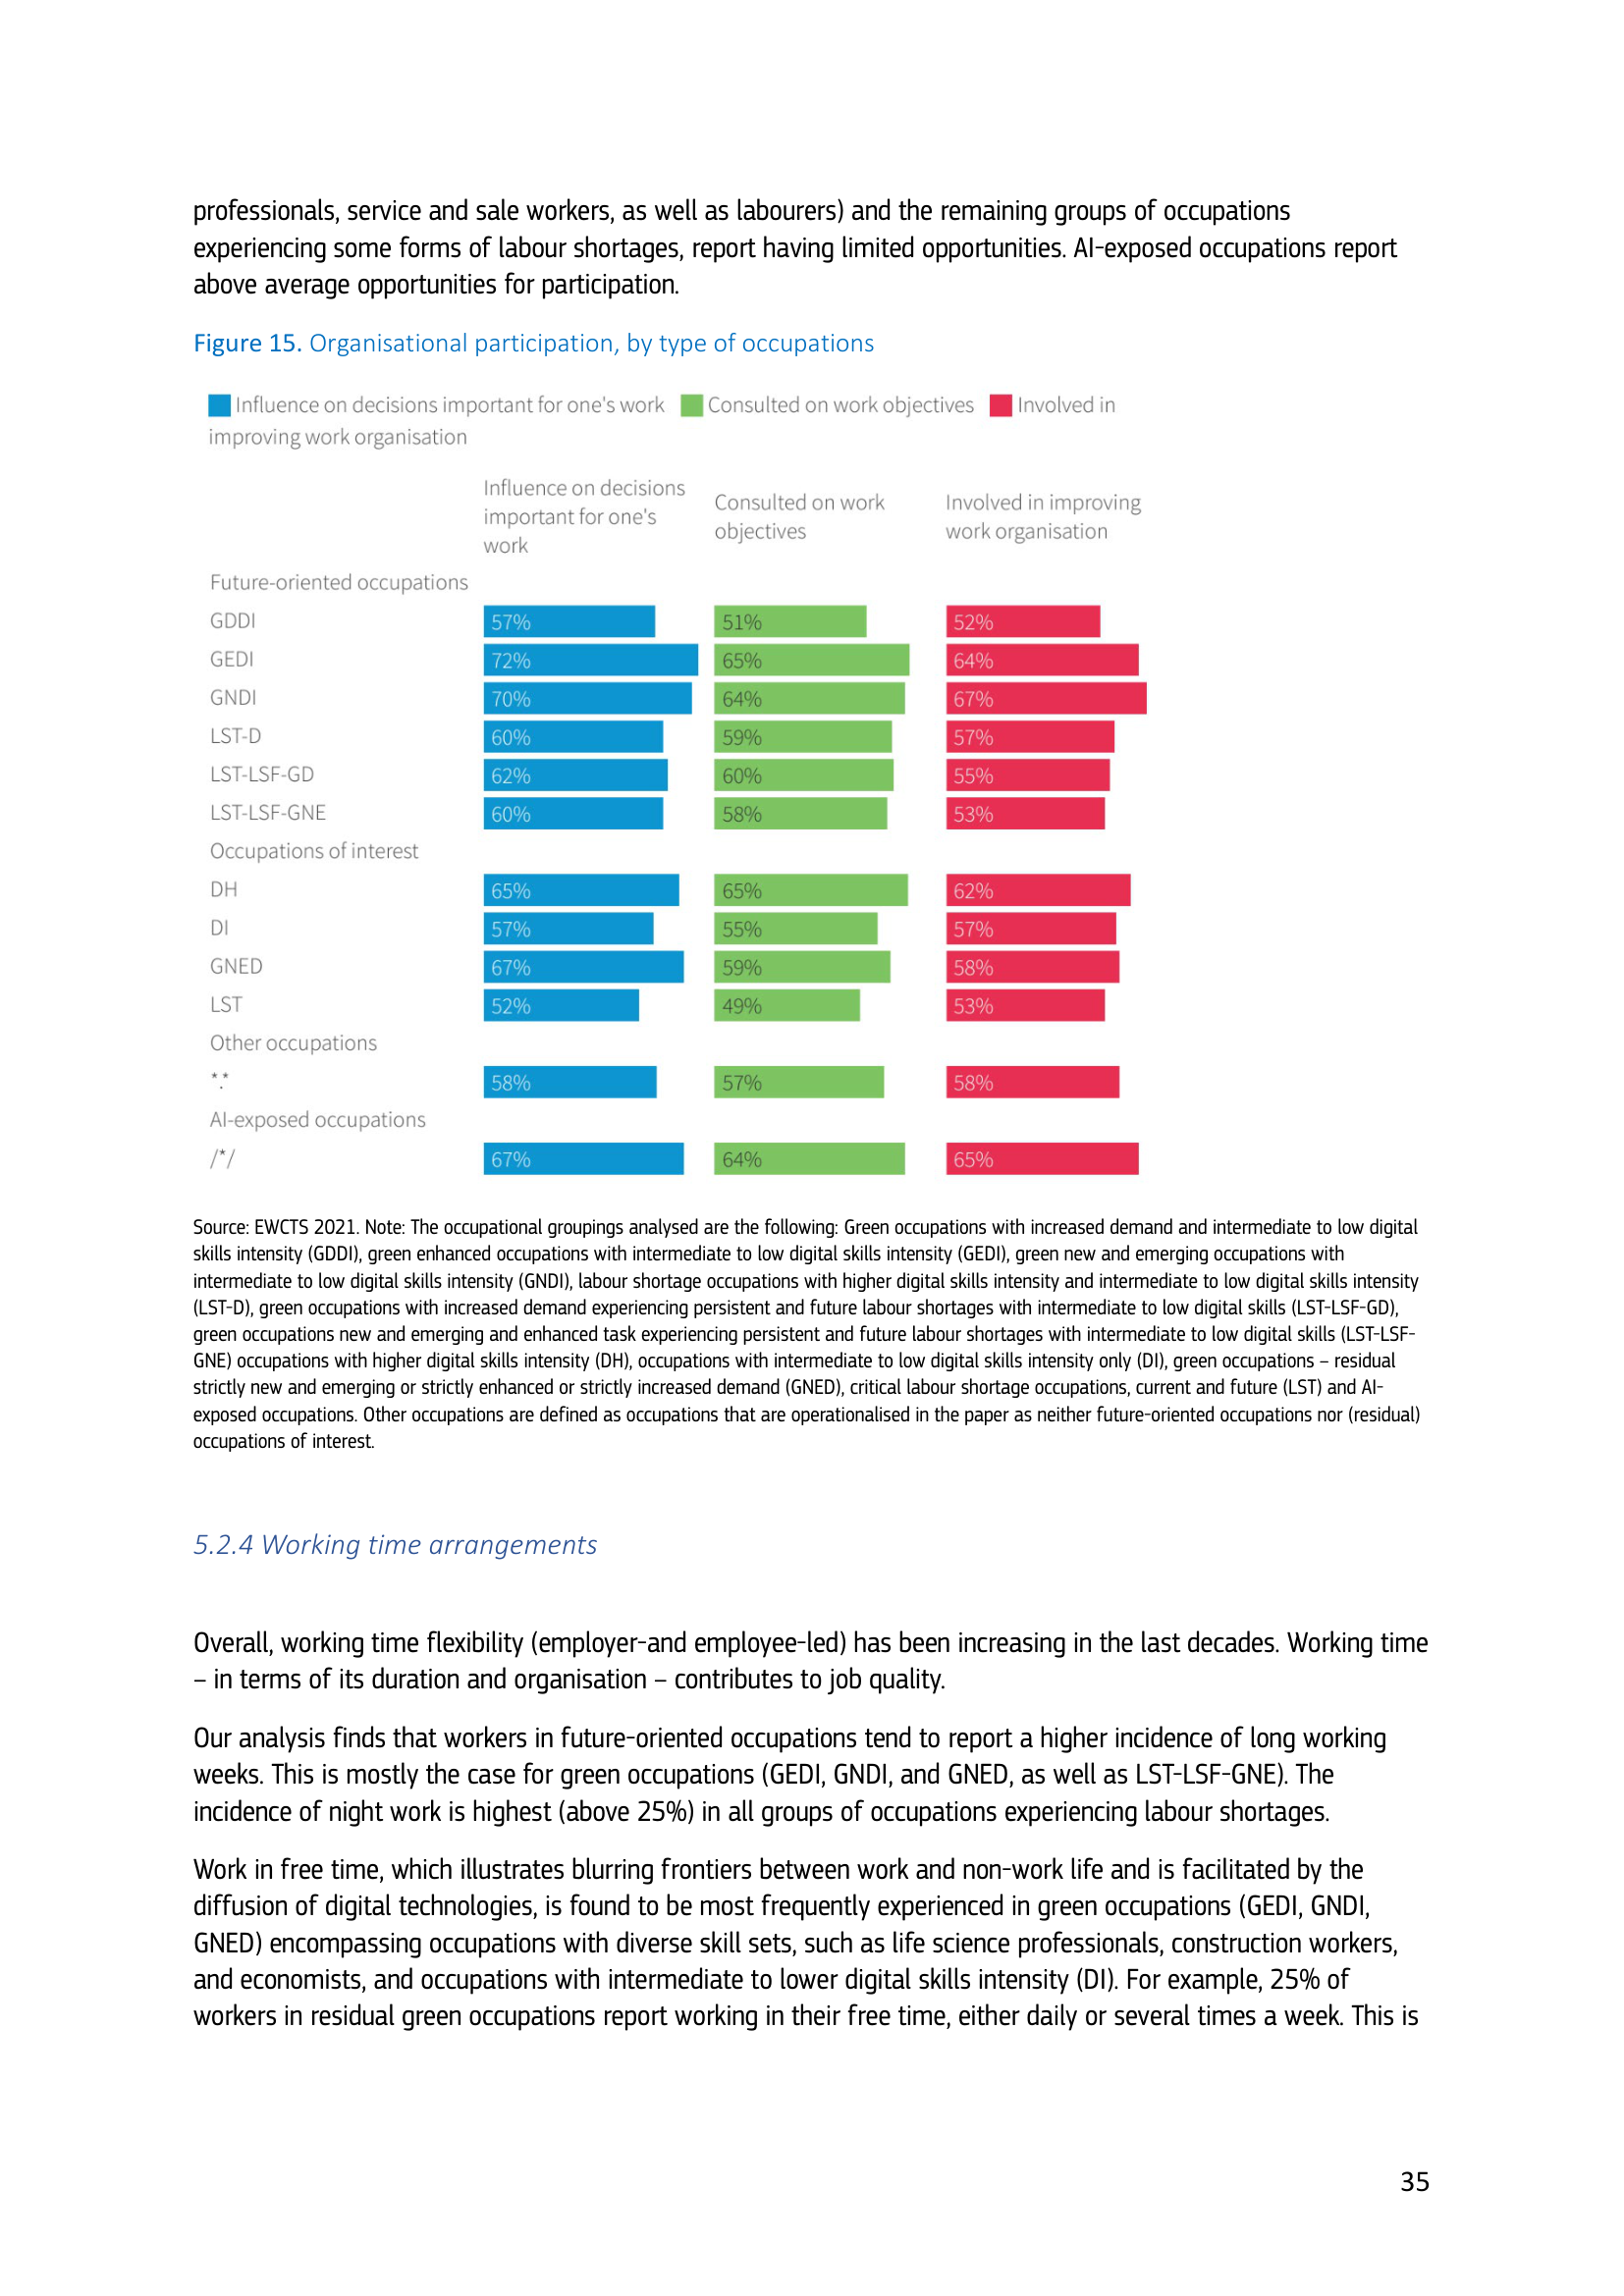 professionals, service and sale workers, as well as labourers) and the remaining groups of occupations
experiencing some forms of labour shortages, report having limited opportunities. AI-exposed occupations report
above average opportunities for participation.
Figure 15. Organisational participation, by type of occupations
Influence on decisions important for one's work Consulted on work objectives Involved in
improving work organisation
Influence on decisions
important for one's
work
Consulted on work
objectives
Involved in improving
work organisation
Future-oriented occupations
GDDI 57% 51% 52%
GEDI 72% 65% 64%
GNDI 70% 64% 67%
LST-D 60% 59% 57%
LST-LSF-GD 62% 60% 55%
LST-LSF-GNE 60% 58% 53%
Occupations of interest
DH 65% 65% 62%
DI 57% 55% 57%
GNED 67% 59% 58%
LST 52% 49% 53%
Other occupations
*.* 58% 57% 58%
AI-exposed occupations
/*/ 67% 64% 65%
Source: EWCTS 2021. Note: The occupational groupings analysed are the following: Green occupations with increased demand and intermediate to low digital
skills intensity (GDDI), green enhanced occupations with intermediate to low digital skills intensity (GEDI), green new and emerging occupations with
intermediate to low digital skills intensity (GNDI), labour shortage occupations with higher digital skills intensity and intermediate to low digital skills intensity
(LST-D), green occupations with increased demand experiencing persistent and future labour shortages with intermediate to low digital skills (LST-LSF-GD),
green occupations new and emerging and enhanced task experiencing persistent and future labour shortages with intermediate to low digital skills (LST-LSF-
GNE) occupations with higher digital skills intensity (DH), occupations with intermediate to low digital skills intensity only (DI), green occupations – residual
strictly new and emerging or strictly enhanced or strictly increased demand (GNED), critical labour shortage occupations, current and future (LST) and AI-
exposed occupations. Other occupations are defined as occupations that are operationalised in the paper as neither future-oriented occupations nor (residual)
occupations of interest.
5.2.4 Working time arrangements
Overall, working time flexibility (employer-and employee-led) has been increasing in the last decades. Working time
– in terms of its duration and organisation – contributes to job quality.
Our analysis finds that workers in future-oriented occupations tend to report a higher incidence of long working
weeks. This is mostly the case for green occupations (GEDI, GNDI, and GNED, as well as LST-LSF-GNE). The
incidence of night work is highest (above 25%) in all groups of occupations experiencing labour shortages.
Work in free time, which illustrates blurring frontiers between work and non-work life and is facilitated by the
diffusion of digital technologies, is found to be most frequently experienced in green occupations (GEDI, GNDI,
GNED) encompassing occupations with diverse skill sets, such as life science professionals, construction workers,
and economists, and occupations with intermediate to lower digital skills intensity (DI). For example, 25% of
workers in residual green occupations report working in their free time, either daily or several times a week. This is
35